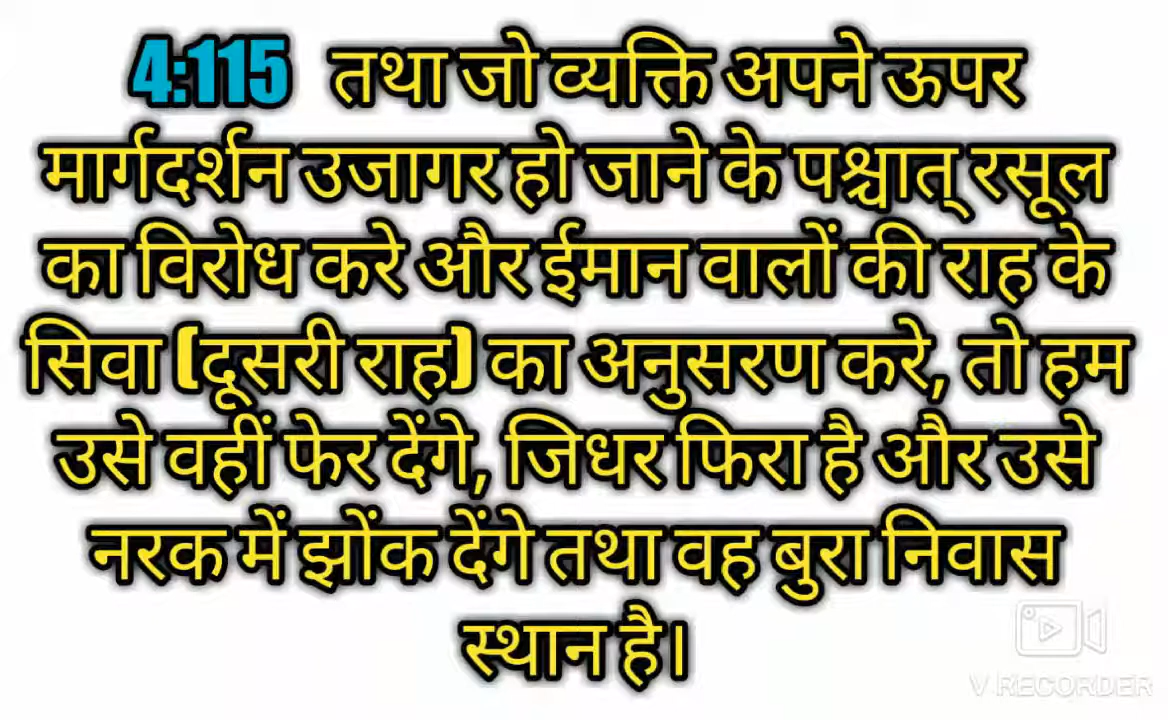 4:115 तथा जो व्यक्ति अपने ऊपर
मार्गदर्शन उजागर हो जाने के पश्चात् रसूल
का विरोध करे और ईमान वालों की राह के
सिवा (दूसरी राह) का अनुसरण करे, तो हम
उसे वहीं फेर देंगे, जिधर फिरा है और उसे
नरक में झोंक देंगे तथा वह बुरा निवास
स्थान है।
V RECORDER